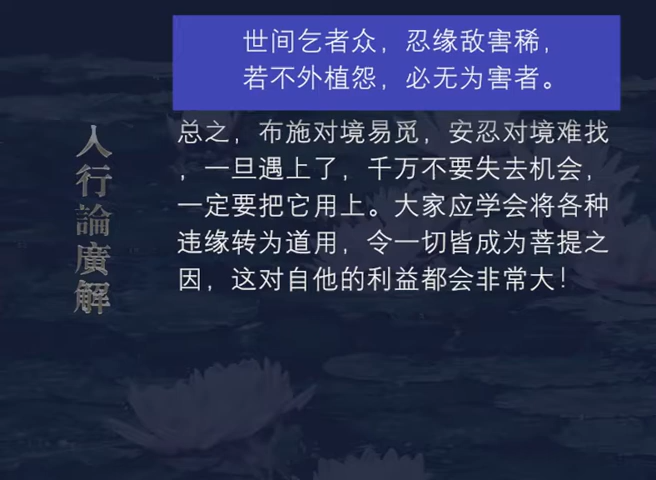 世间乞者众，忍缘敌害稀，
若不外植怨，必无为害者。
总之，布施对境易觅，安忍对境难找
，一旦遇上了，千万不要失去机会，
一定要把它用上。大家应学会将各种
违缘转为道用，令一切皆成为菩提之
因，这对自他的利益都会非常大！
入行論廣解